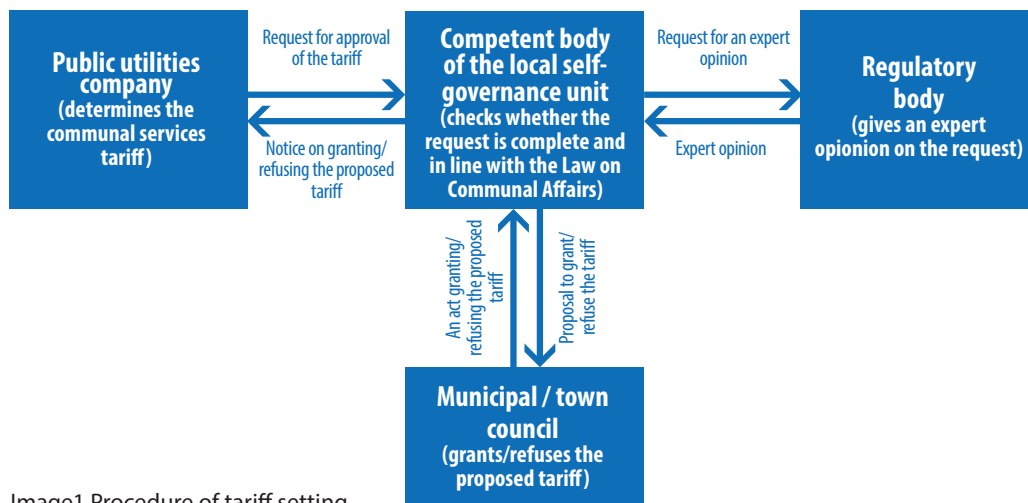 Public utilities
company
(determines the
communal services
tariff)
Request for approval
of the tariff
Notice on granting/
refusing the proposed
tariff
Competent body
of the local self-
governance unit
(checks whether the
request is complete and
in line with the Law on
Communal Affairs)
Request for an expert
opinion
Expert opinion
Regulatory
body
(gives an expert
opionion on the request)
An act granting/
refusing the proposed
tariff
Proposal to grant/
refuse the tariff
Municipal / town
council
(grants/refuses the
proposed tariff)
Image1 Procedure of tariff setting